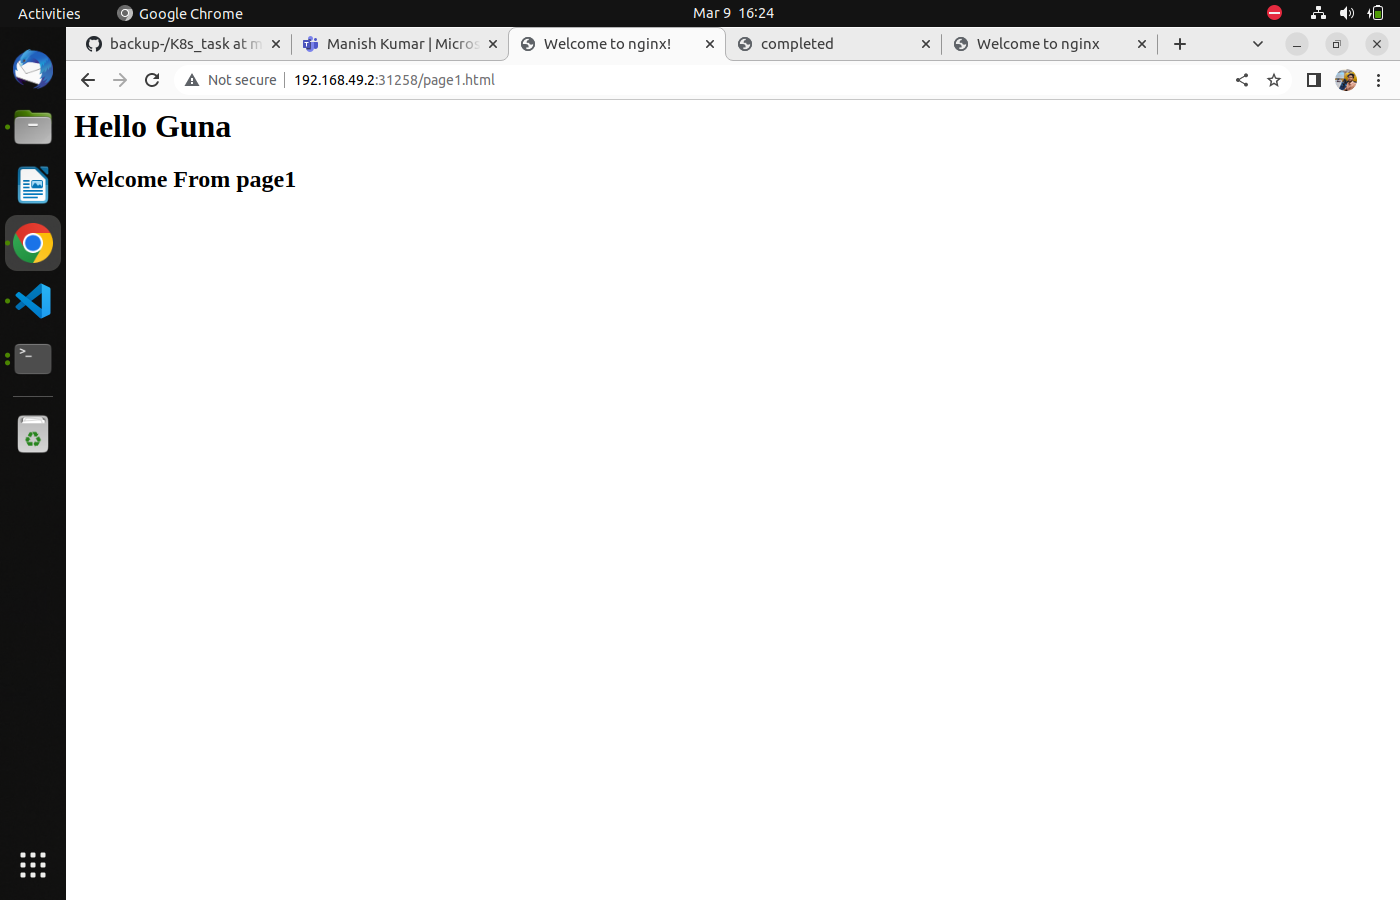 Activities
Google Chrome
Mar 9 16:24
backup-/K8s_task at m
Manish Kumar | Micros
Welcome to nginx!
completed
Welcome to nginx
Not secure
192.168.49.2:31258/page1.html
Hello Guna
Welcome From page1
>_